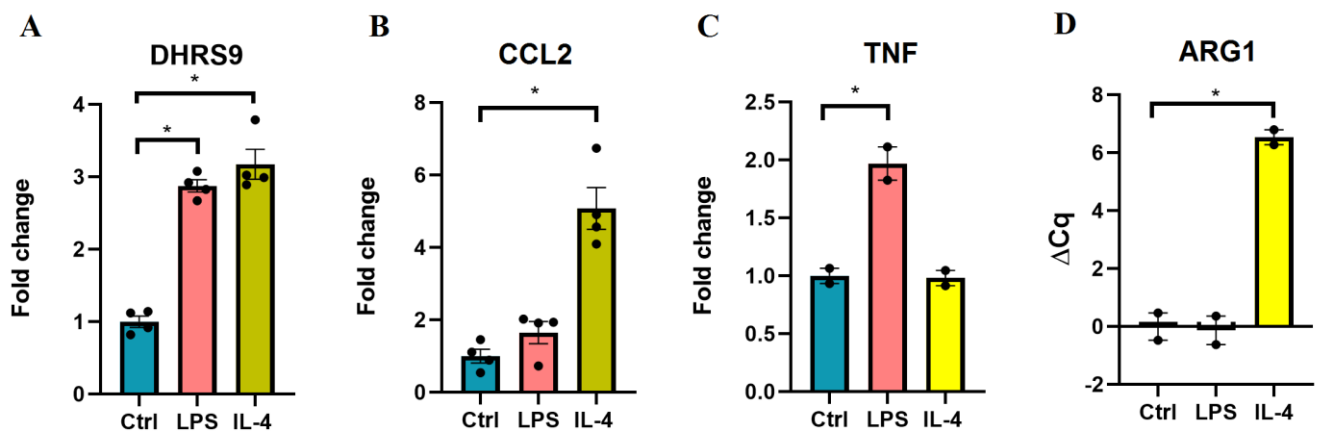 A
DHRS9
Fold change
4
3
2
1
0
*
*
Ctrl LPS IL-4
B
CCL2
Fold change
8
6
4
2
0
*
Ctrl LPS IL-4
C
TNF
Fold change
2.5
2.0
1.5
1.0
0.5
0.0
*
Ctrl LPS IL-4
D
ARG1
ΔCq
8
6
4
2
0
-2
*
Ctrl LPS IL-4